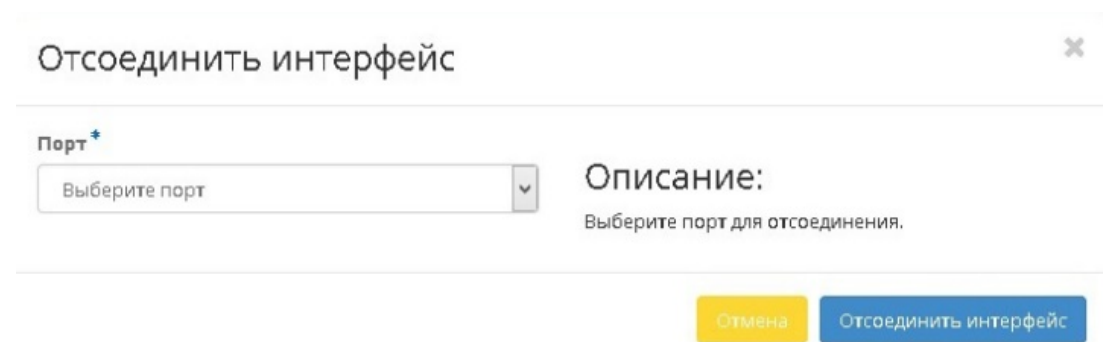 Отсоединить интерфейс
Порт*
Выберите порт
Описание:
Выберите порт для отсоединения.
Отмена
Отсоединить интерфейс